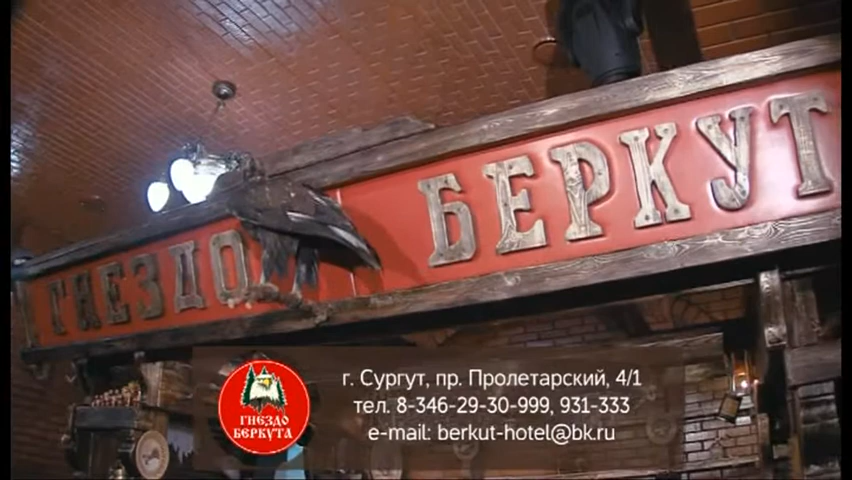 ГНЕЗДО БЕРКУТ
г. Сургут, пр. Пролетарский, 4/1
тел. 8-346-29-30-999, 931-333
e-mail: berkut-hotel@bk.ru
ГНЕЗДО
БЕРКУТА